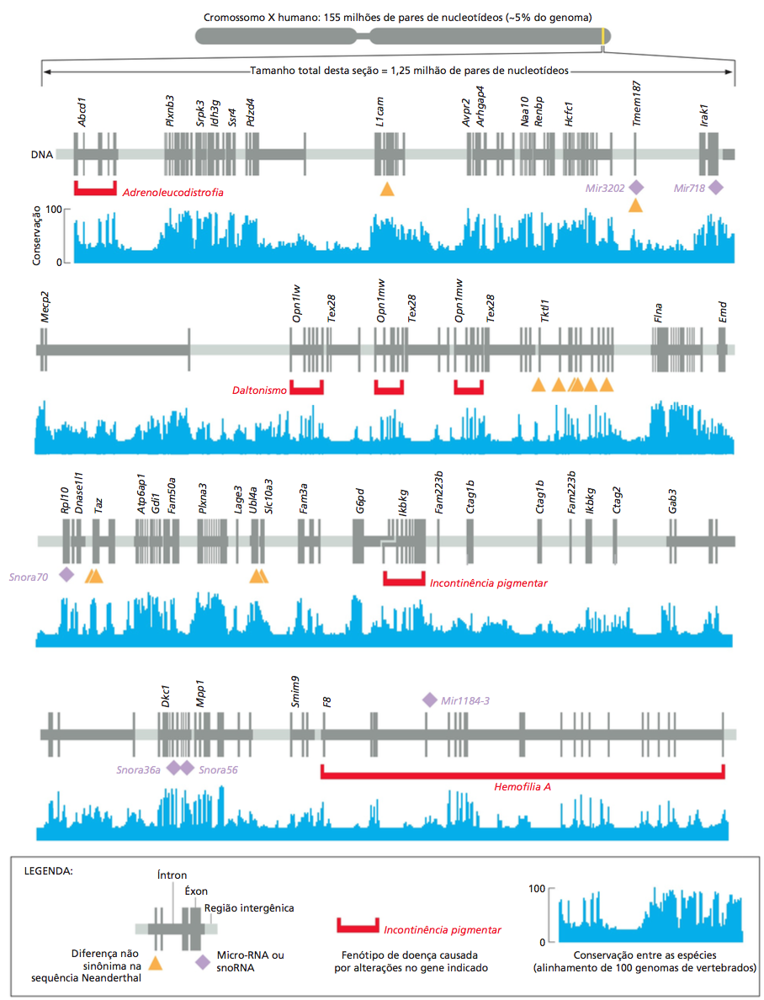 Cromossomo X humano: 155 milhões de pares de nucleotídeos (~5% do genoma)
Tamanho total desta seção = 1,25 milhão de pares de nucleotídeos
Abcd1 Plxnb3 Srpk3 Idh3g Ssr4 Pdzd4 L1cam Avpr2 Arhgap4 Naa10 Renbp Hcfc1 Tmem187 Irak1
DNA
Adrenoleucodistrofia Mir3202 Mir718
Conservação
100
0
Mecp2 Opn1lw Tex28 Opn1mw Tex28 Opn1mw Tex28 Tktl1 Flna Emd
Daltonismo
Rpl10 Dnase1l1 Taz Atp6ap1 Gdi1 Fam50a Plxna3 Lage3 Ubl4a Slc10a3 Fam3a G6pd Ikbkg Fam223b Ctag1b Ctag1b Fam223b Ikbkg Ctag2 Gab3
Snora70 Incontinência pigmentar
Dkc1 Mpp1 Smim9 F8 Mir1184-3
Snora36a Snora56
Hemofilia A
LEGENDA:
Íntron
Éxon
Região intergênica
Diferença não
sinônima na
sequência Neanderthal
Micro-RNA ou
snoRNA
Incontinência pigmentar
Fenótipo de doença causada
por alterações no gene indicado
100
0
Conservação entre as espécies
(alinhamento de 100 genomas de vertebrados)